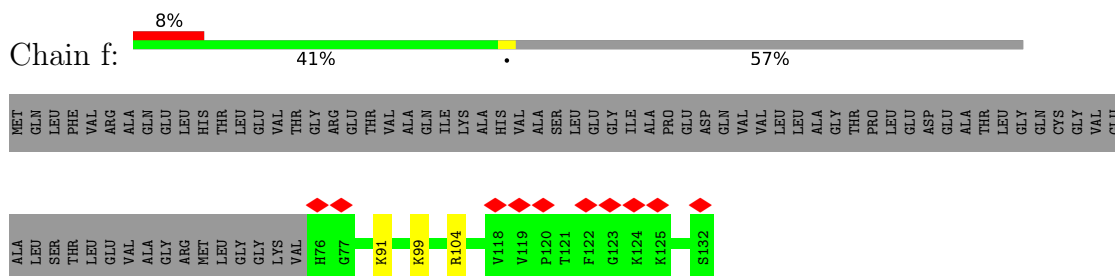 8%
Chain f:
41% • 57%
MET GLN LEU PHE VAL ARG ALA GLN GLU LEU HIS THR LEU GLU VAL THR GLY ARG GLU THR VAL ALA GLN ILE LYS ALA HIS VAL ALA SER LEU GLU GLY ILE ALA PRO GLU ASP GLN VAL VAL LEU LEU ALA GLY THR PRO LEU GLU ASP GLU ALA THR LEU GLY GLN CYS GLY VAL GLU
ALA LEU SER THR LEU GLU VAL ALA GLY ARG MET LEU GLY GLY LYS VAL H76 G77 K91 K99 R104 V118 V119 P120 T121 F122 G123 K124 K125 S132